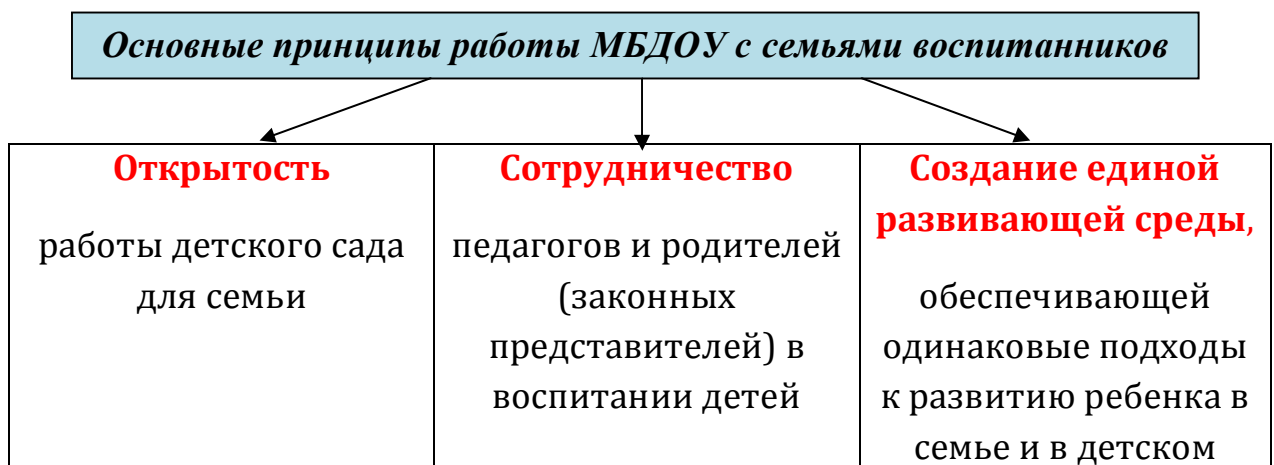 Основные принципы работы МБДОУ с семьями воспитанников
Открытость
работы детского сада
для семьи
Сотрудничество
педагогов и родителей
(законных
представителей) в
воспитании детей
Создание единой
развивающей среды,
обеспечивающей
одинаковые подходы
к развитию ребенка в
семье и в детском